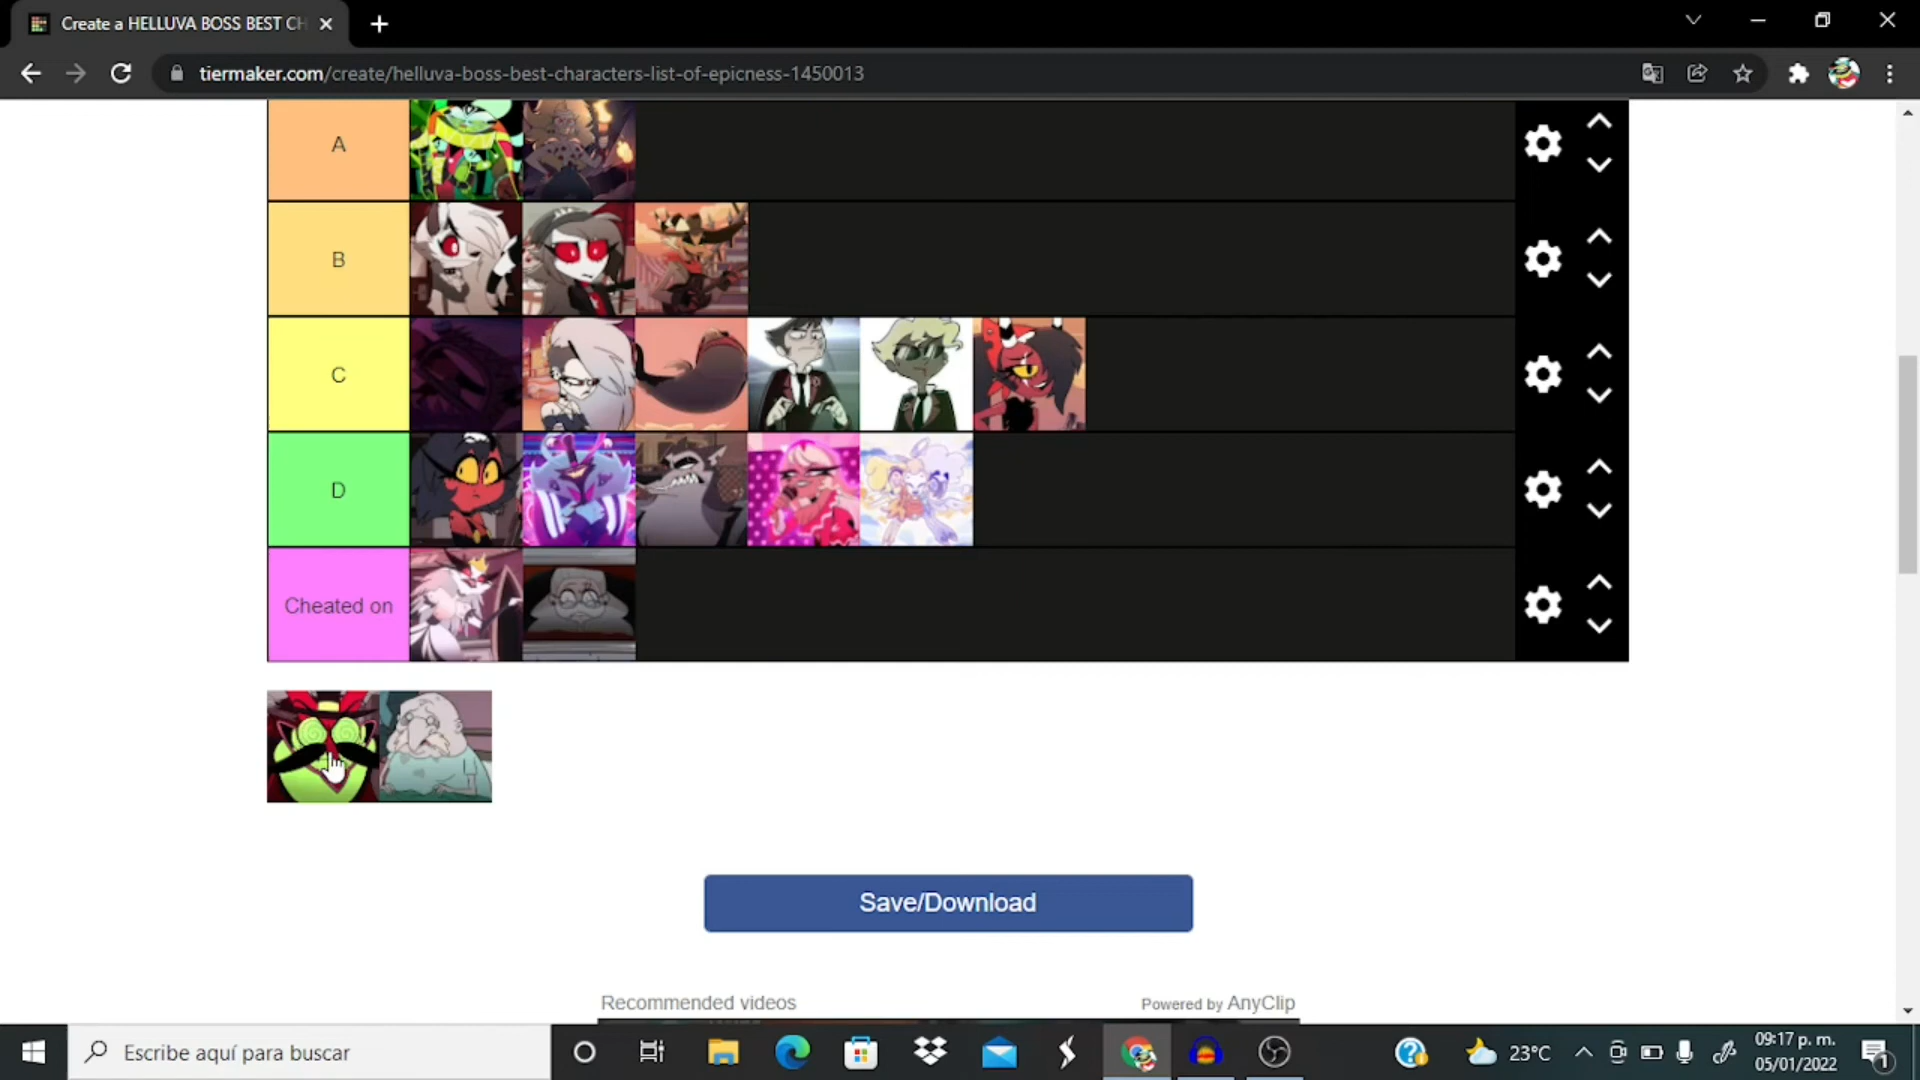 Create a HELLUVA BOSS BEST CH
tiermaker.com/create/helluva-boss-best-characters-list-of-epicness-1450013
A
B
C
D
Cheated on
Save/Download
Recommended videos
Powered by AnyClip
Escribe aquí para buscar
23°C
09:17 p. m.
05/01/2022
1